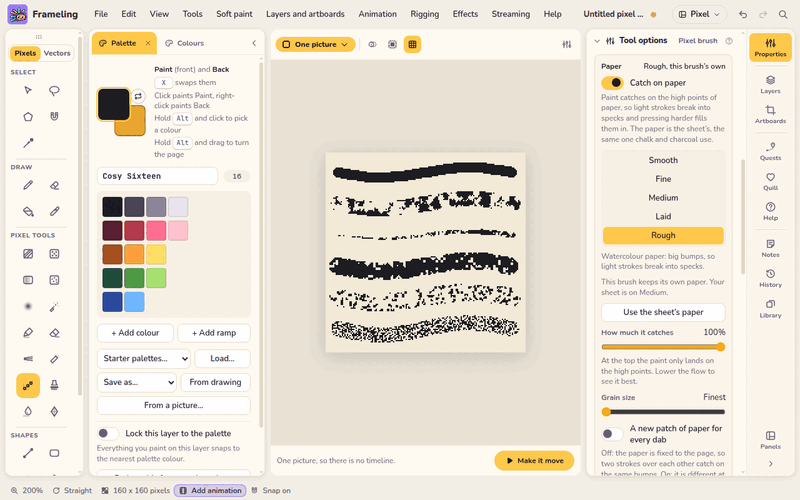 Frameling File Edit View Tools Soft paint Layers and artboards Animation Rigging Effects Streaming Help Untitled pixel ... Pixel
Pixels Vectors
SELECT
DRAW
PIXEL TOOLS
SHAPES
Palette Colours
Paint (front) and Back
X swaps them
Click paints Paint, right-
click paints Back
Hold Alt and click to pick
a colour
Hold Alt and drag to turn
the page
Cosy Sixteen 16
+ Add colour + Add ramp
Starter palettes... Load...
Save as... From drawing
From a picture...
Lock this layer to the palette
Everything you paint on this layer snaps to
the nearest palette colour.
One picture
One picture, so there is no timeline. Make it move
Tool options Pixel brush
Paper Rough, this brush's own
Catch on paper
Paint catches on the high points of
paper, so light strokes break into
specks and pressing harder fills
them in. The paper is the sheet's, the
same one chalk and charcoal use.
Smooth
Fine
Medium
Laid
Rough
Watercolour paper: big bumps, so
light strokes break into specks.
This brush keeps its own paper. Your
sheet is on Medium.
Use the sheet's paper
How much it catches 100%
At the top the paint only lands on
the high points. Lower the flow to
see it best.
Grain size Finest
A new patch of paper for
every dab
Off: the paper is fixed to the page, so
two strokes over each other catch on
the same bumps. On: it is different at
Properties
Layers
Artboards
Quests
Quill
Help
Notes
History
Library
Panels
200% Straight 160 x 160 pixels Add animation Snap on